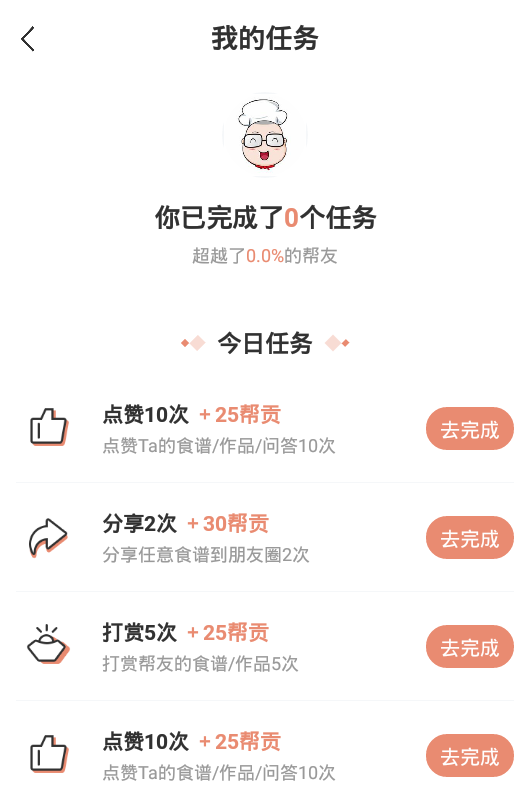 我的任务
你已完成了0个任务
超越了0.0%的帮友
今日任务
点赞10次 +25帮贡
点赞Ta的食谱/作品/问答10次
去完成
分享2次 +30帮贡
分享任意食谱到朋友圈2次
去完成
打赏5次 +25帮贡
打赏帮友的食谱/作品5次
去完成
点赞10次 +25帮贡
点赞Ta的食谱/作品/问答10次
去完成